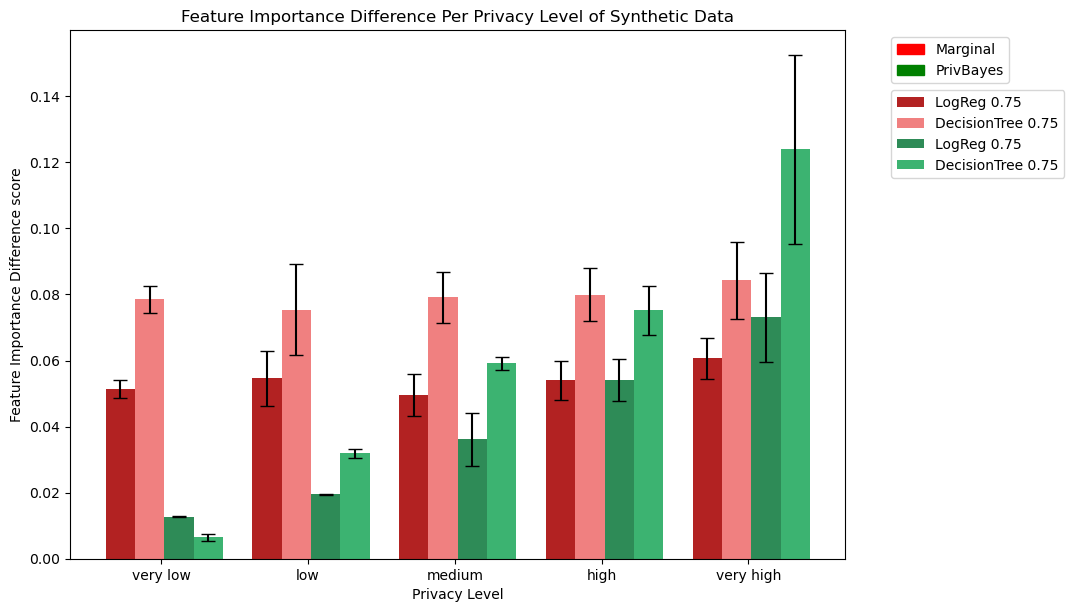 Feature Importance Difference Per Privacy Level of Synthetic Data
Marginal
PrivBayes
LogReg 0.75
DecisionTree 0.75
LogReg 0.75
DecisionTree 0.75
Feature Importance Difference score
0.14
0.12
0.10
0.08
0.06
0.04
0.02
0.00
very low
low
medium
high
very high
Privacy Level